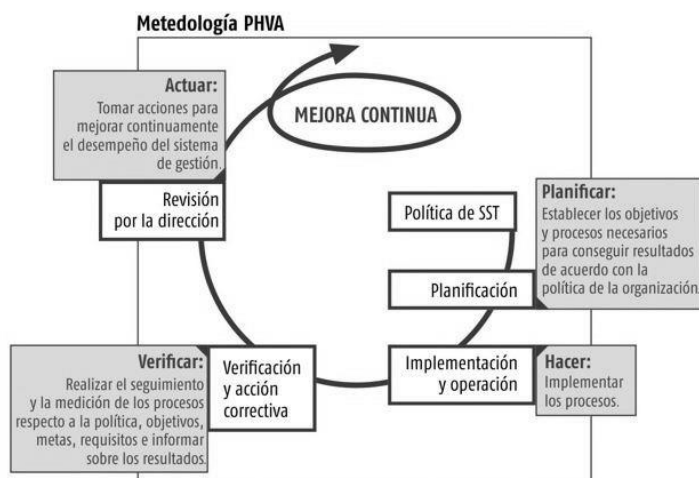 Metedología PHVA
Actuar:
Tomar acciones para
mejorar continuamente
el desempeño del sistema
de gestión.
MEJORA CONTINUA
Revisión
por la dirección
Política de SST
Planificar:
Establecer los objetivos
y procesos necesarios
para conseguir resultados
de acuerdo con la
política de la organización.
Planificación
Verificar:
Realizar el seguimiento
y la medición de los procesos
respecto a la política, objetivos,
metas, requisitos e informar
sobre los resultados.
Verificación
y acción
correctiva
Implementación
y operación
Hacer:
Implementar
los procesos.